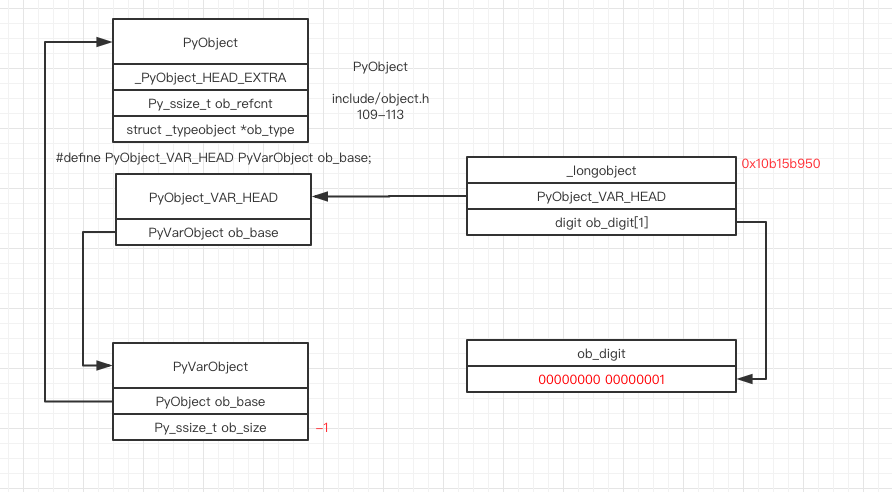 PyObject
_PyObject_HEAD_EXTRA
Py_ssize_t ob_refcnt
struct _typeobject *ob_type
PyObject
include/object.h
109-113
#define PyObject_VAR_HEAD PyVarObject ob_base;
PyObject_VAR_HEAD
PyVarObject ob_base
_longobject
0x10b15b950
PyObject_VAR_HEAD
digit ob_digit[1]
PyVarObject
PyObject ob_base
Py_ssize_t ob_size
-1
ob_digit
00000000 00000001